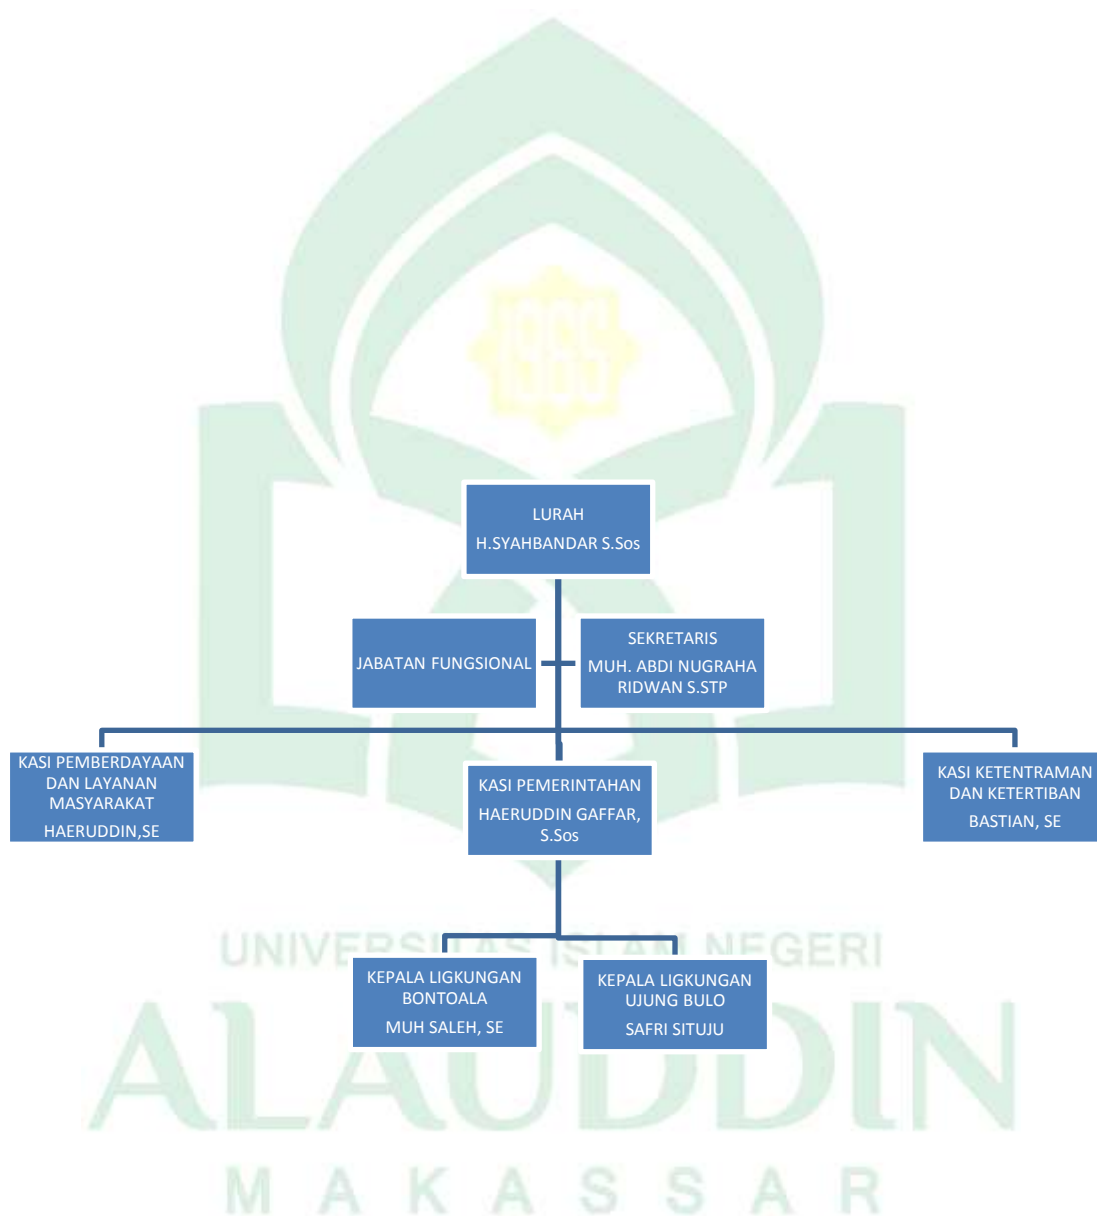 1965
LURAH
H.SYAHBANDAR S.Sos
JABATAN FUNGSIONAL
SEKRETARIS
MUH. ABDI NUGRAHA
RIDWAN S.STP
KASI PEMBERDAYAAN
DAN LAYANAN
MASYARAKAT
HAERUDDIN,SE
KASI PEMERINTAHAN
HAERUDDIN GAFFAR,
S.Sos
KASI KETENTRAMAN
DAN KETERTIBAN
BASTIAN, SE
KEPALA LIGKUNGAN
BONTOALA
MUH SALEH, SE
KEPALA LIGKUNGAN
UJUNG BULO
SAFRI SITUJU
UNIVERSITAS ISLAM NEGERI
ALAUDDIN
MAKASSAR